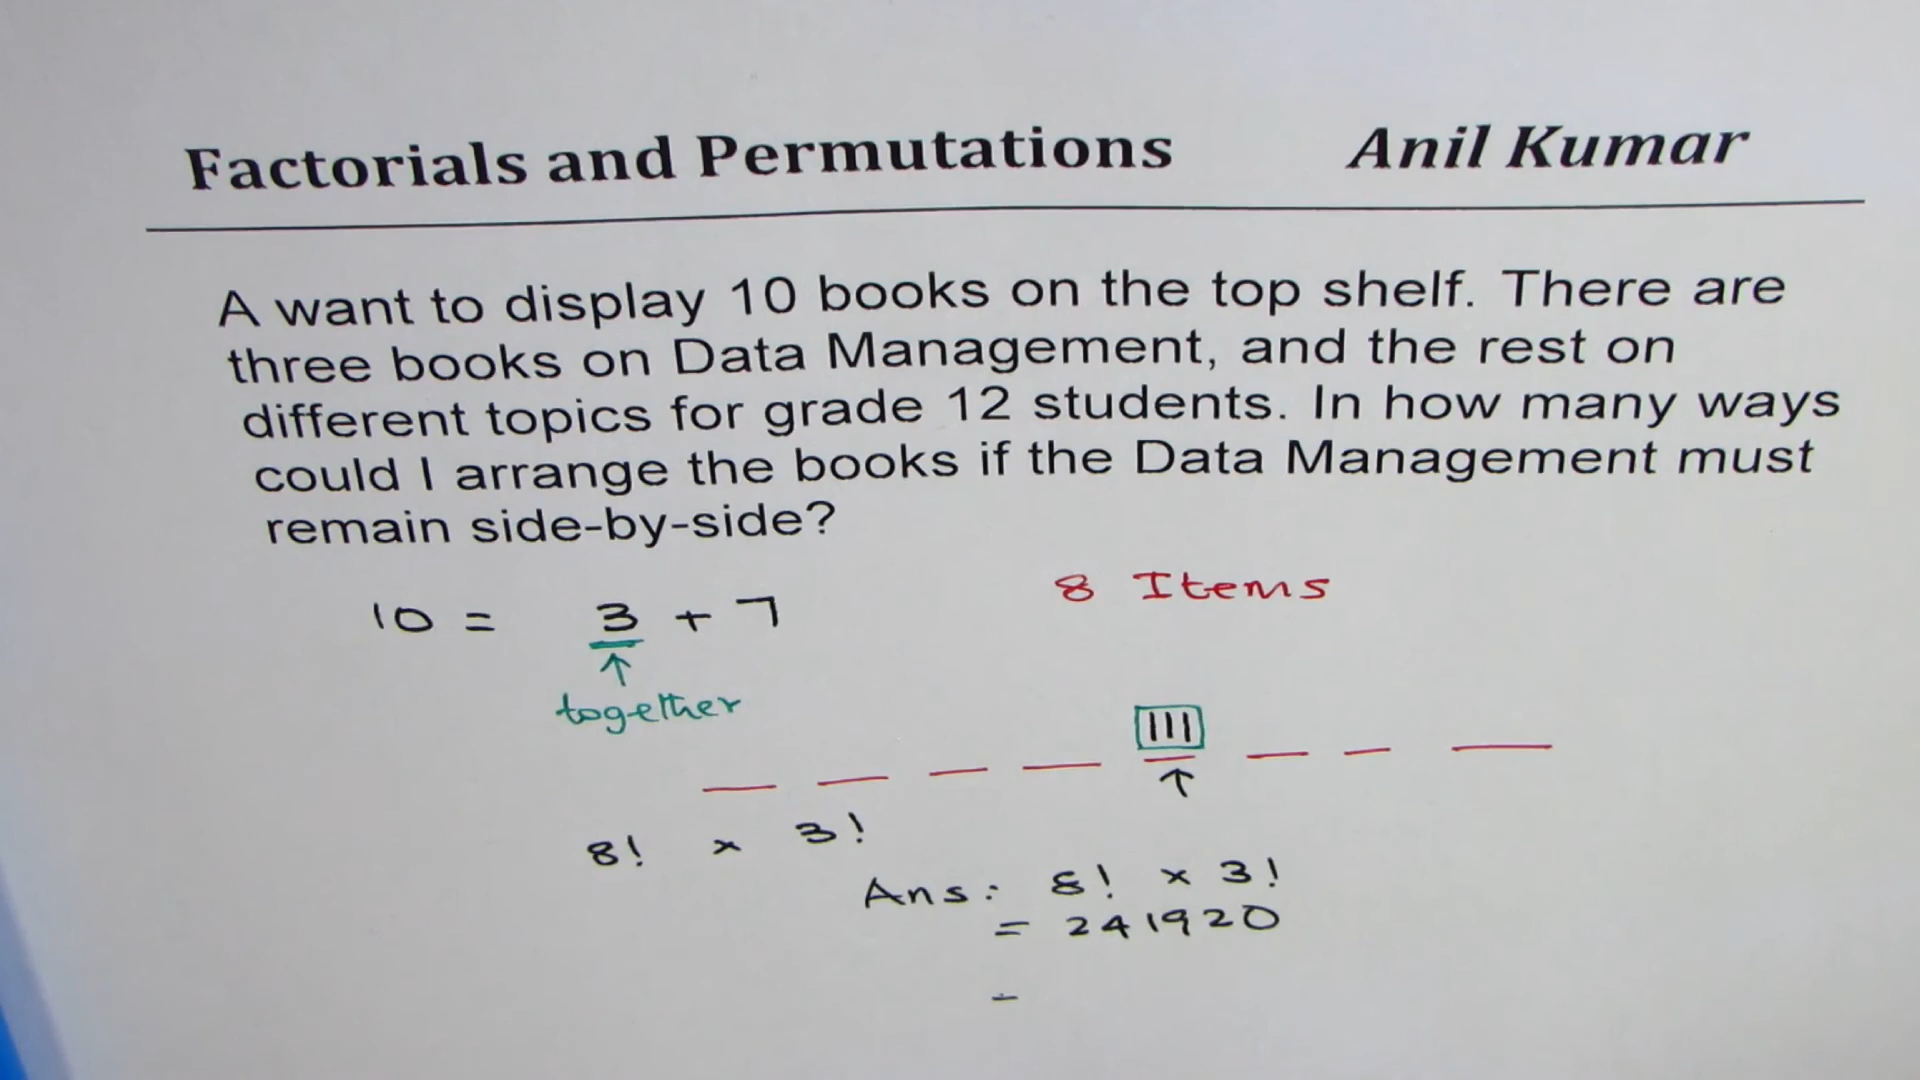 Factorials and Permutations Anil Kumar
A want to display 10 books on the top shelf. There are
three books on Data Management, and the rest on
different topics for grade 12 students. In how many ways
could I arrange the books if the Data Management must
remain side-by-side?
8 Items
10 = 3 + 7
↑
together
III
↑
8! × 3!
Ans: 8! × 3!
= 241920
-